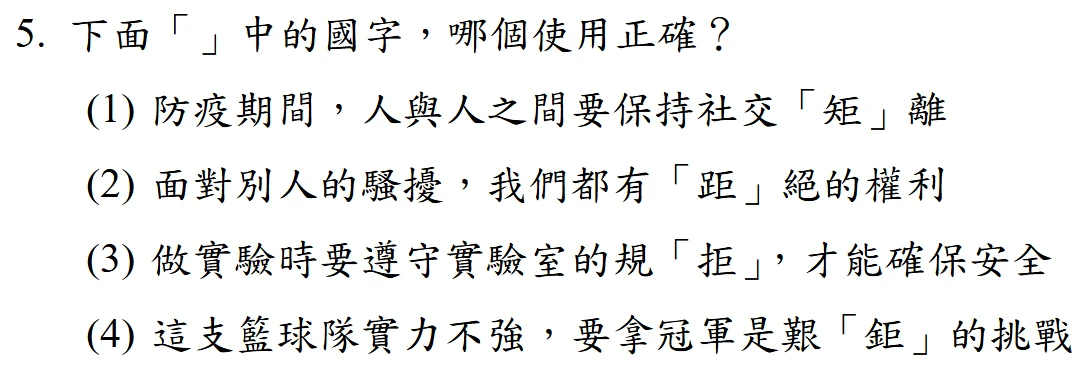 5. 下面「」中的國字，哪個使用正確？
(1) 防疫期間，人與人之間要保持社交「矩」離
(2) 面對別人的騷擾，我們都有「距」絕的權利
(3) 做實驗時要遵守實驗室的規「拒」，才能確保安全
(4) 這支籃球隊實力不強，要拿冠軍是艱「鉅」的挑戰